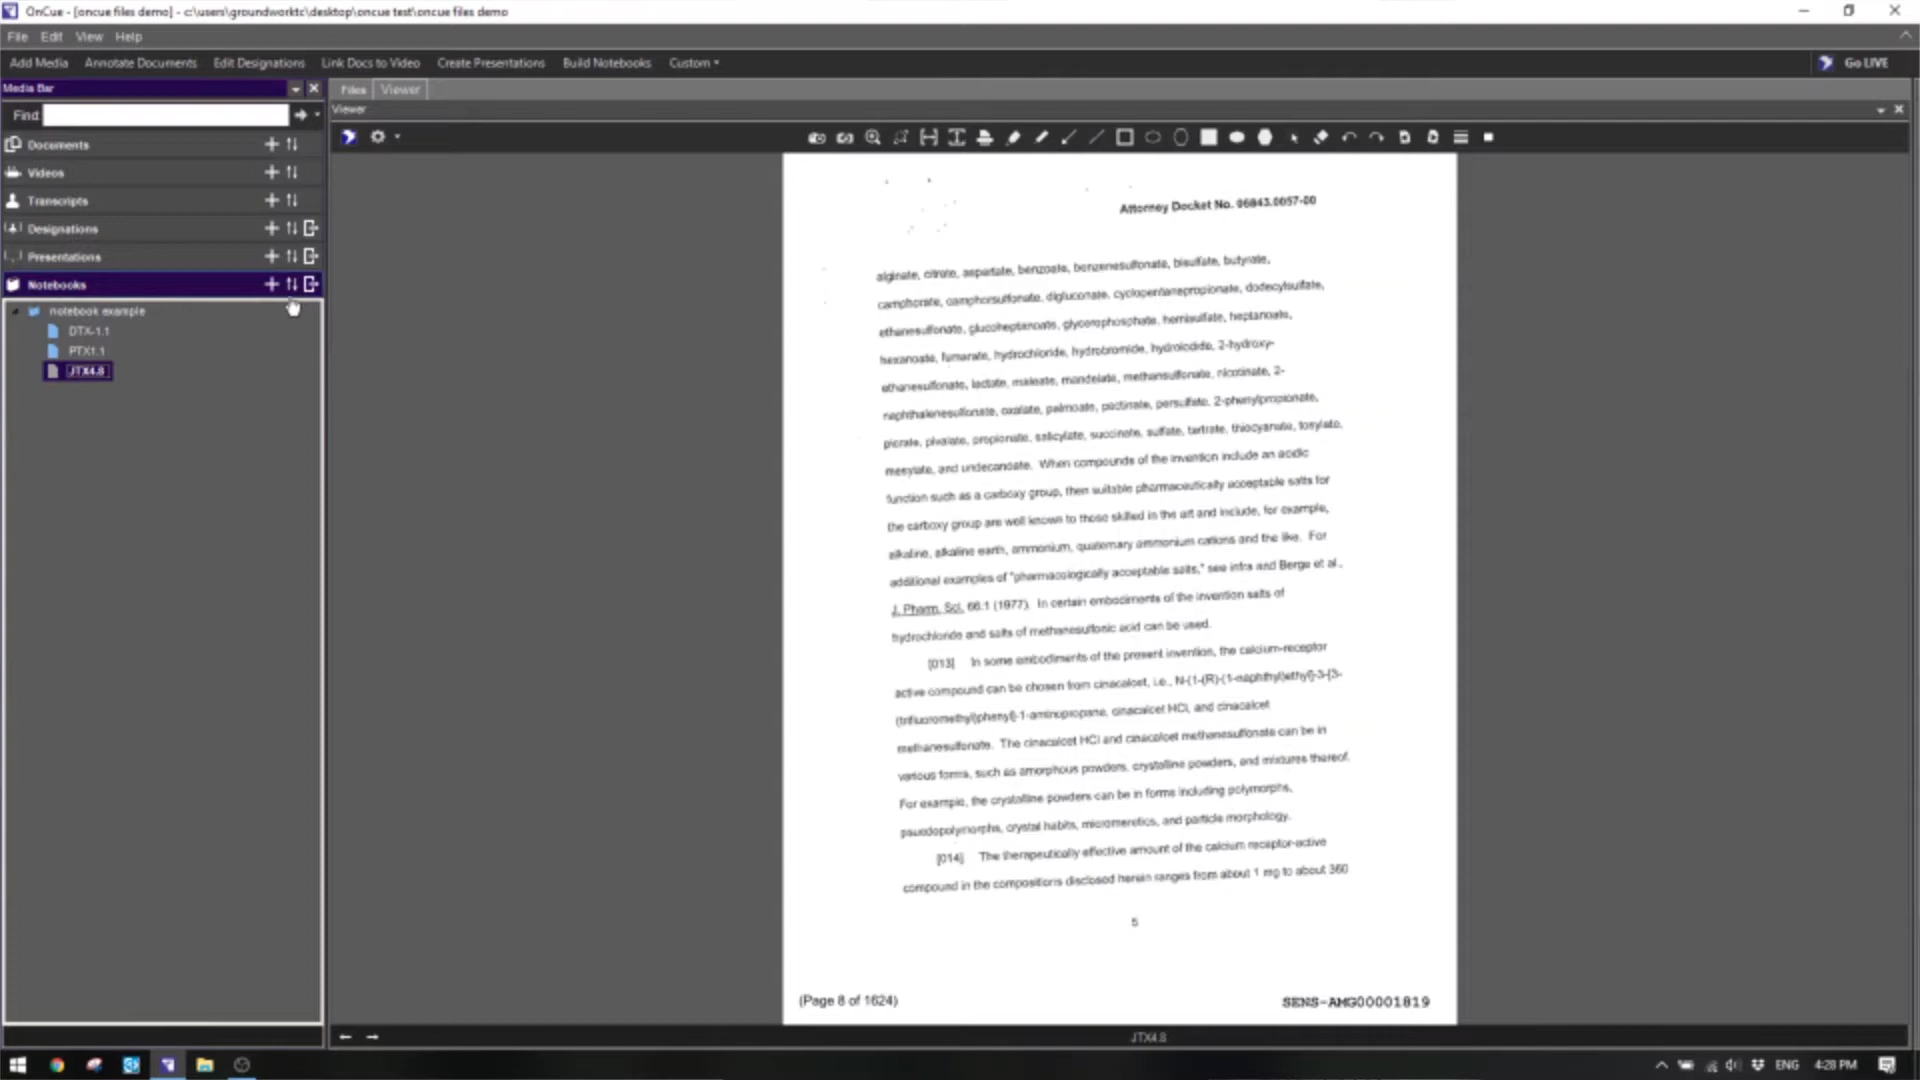 OnCue - [oncue files demo] - c:\users\groundworktc\desktop\oncue test\oncue files demo
File Edit View Help
Add Media Annotate Documents Edit Designations Link Docs to Video Create Presentations Build Notebooks Custom Go LIVE
Media Bar
Files Viewer
Find
Viewer
Documents
Videos
Transcripts
Designations
Presentations
Notebooks
notebook example
DTX-1.1
PTX1.1
JTX4.8
Attorney Docket No. 06843.0057-00
alginate, citrate, aspartate, benzoate, benzenesulfonate, bisulfate, butyrate,
camphorate, camphorsulfonate, digluconate, cyclopentanepropionate, dodecylsulfate,
ethanesulfonate, glucoheptanoate, glycerophosphate, hemisulfate, heptanoate,
hexanoate, fumarate, hydrochloride, hydrobromide, hydroiodide, 2-hydroxy-
ethanesulfonate, lactate, maleate, mandelate, methansulfonate, nicotinate, 2-
naphthalenesulfonate, oxalate, palmoate, pectinate, persulfate, 2-phenylpropionate,
picrate, pivalate, propionate, salicylate, succinate, sulfate, tartrate, thiocyanate, tosylate,
mesylate, and undecanoate. When compounds of the invention include an acidic
function such as a carboxy group, then suitable pharmaceutically acceptable salts for
the carboxy group are well known to those skilled in the art and include, for example,
alkaline, alkaline earth, ammonium, quaternary ammonium cations and the like. For
additional examples of "pharmacologically acceptable salts," see infra and Berge et al.,
J. Pharm. Sci. 66:1 (1977). In certain embodiments of the invention salts of
hydrochloride and salts of methanesulfonic acid can be used.
[013] In some embodiments of the present invention, the calcium-receptor
active compound can be chosen from cinacalcet, i.e., N-(1-(R)-(1-naphthyl)ethyl]-3-[3-
(trifluoromethyl)phenyl]-1-aminopropane, cinacalcet HCl, and cinacalcet
methanesulfonate. The cinacalcet HCl and cinacalcet methanesulfonate can be in
various forms, such as amorphous powders, crystalline powders, and mixtures thereof.
For example, the crystalline powders can be in forms including polymorphs,
psuedopolymorphs, crystal habits, micromeretics, and particle morphology.
[014] The therapeutically effective amount of the calcium receptor-active
compound in the compositions disclosed herein ranges from about 1 mg to about 360
5
(Page 8 of 1624) SENS-AMG00001819
JTX4.8
ENG 4:28 PM